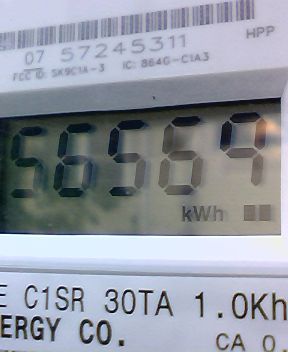 HPP
07 57245311
FCC ID: SK9C1A-3 IC: 864G-C1A3
56569
kWh
E C1SR 30TA 1.0Kh
ERGY CO. CA 0.